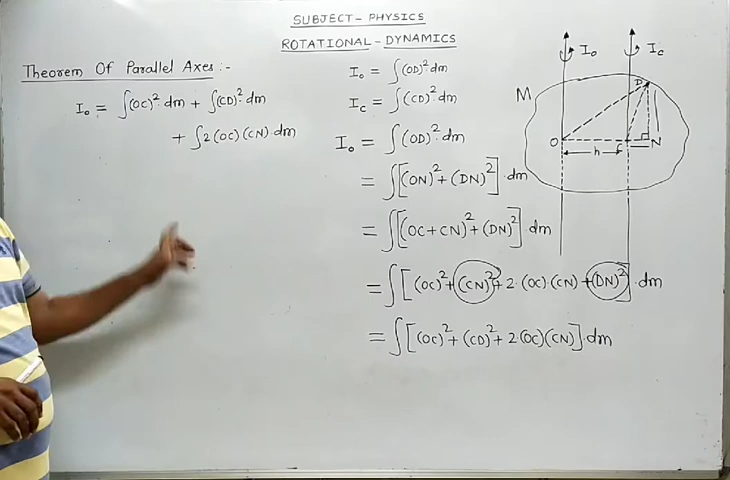 SUBJECT - PHYSICS
ROTATIONAL - DYNAMICS
Theorem Of Parallel Axes :-
I₀ = ∫(OC)² dm + ∫(CD)² dm
+ ∫2(OC)(CN) dm
I₀ = ∫(OD)² dm
I_c = ∫(CD)² dm
I₀ = ∫(OD)² dm
= ∫[(ON)² + (DN)²] · dm
= ∫[(OC + CN)² + (DN)²] dm
= ∫[(OC)² + (CN)² + 2·(OC)·(CN) + (DN)²] · dm
= ∫[(OC)² + (CD)² + 2·(OC)(CN)] · dm
I₀ I_c
M
D
O C N
h